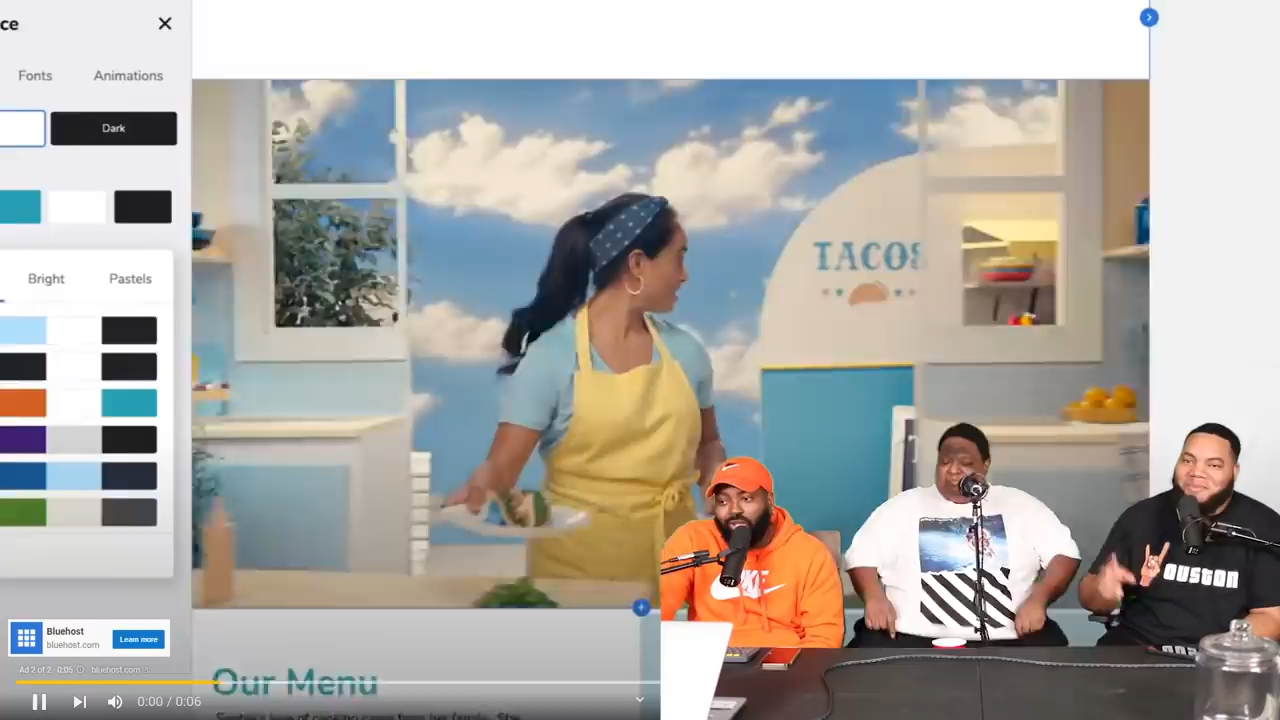 ce
Fonts Animations
Dark
Bright Pastels
TACOS
OUSTON
Bluehost
bluehost.com
Learn more
Ad 2 of 2 · 0:05 bluehost.com
0:00 / 0:06
Our Menu